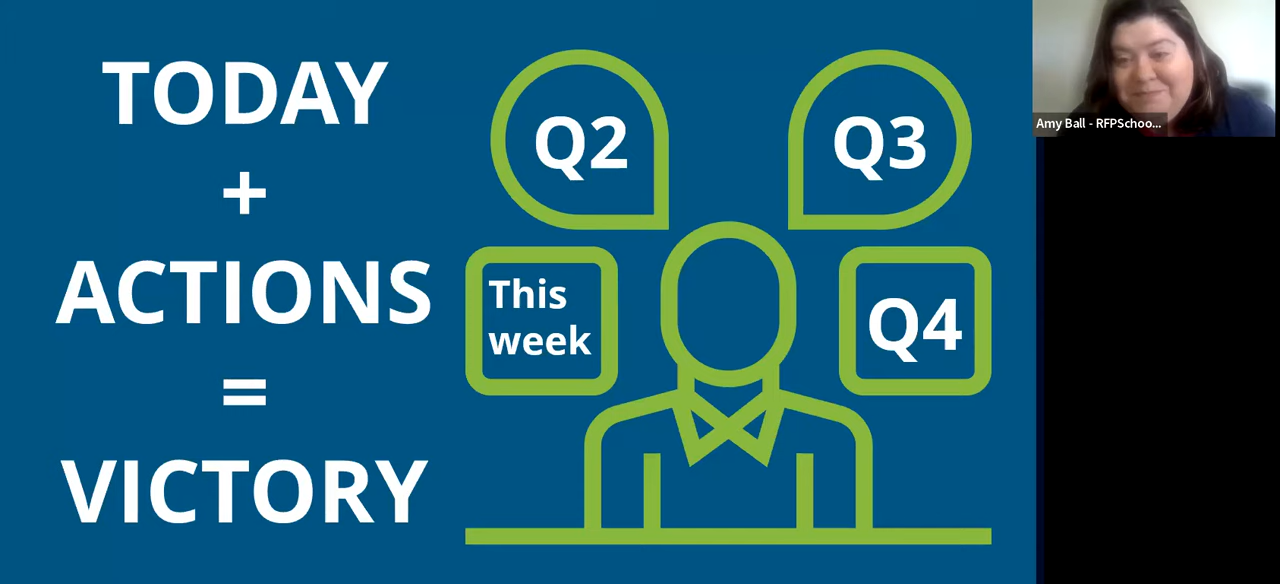 TODAY
+
ACTIONS
=
VICTORY
Q2
Q3
This
week
Q4
Amy Ball - RFPSchoo...